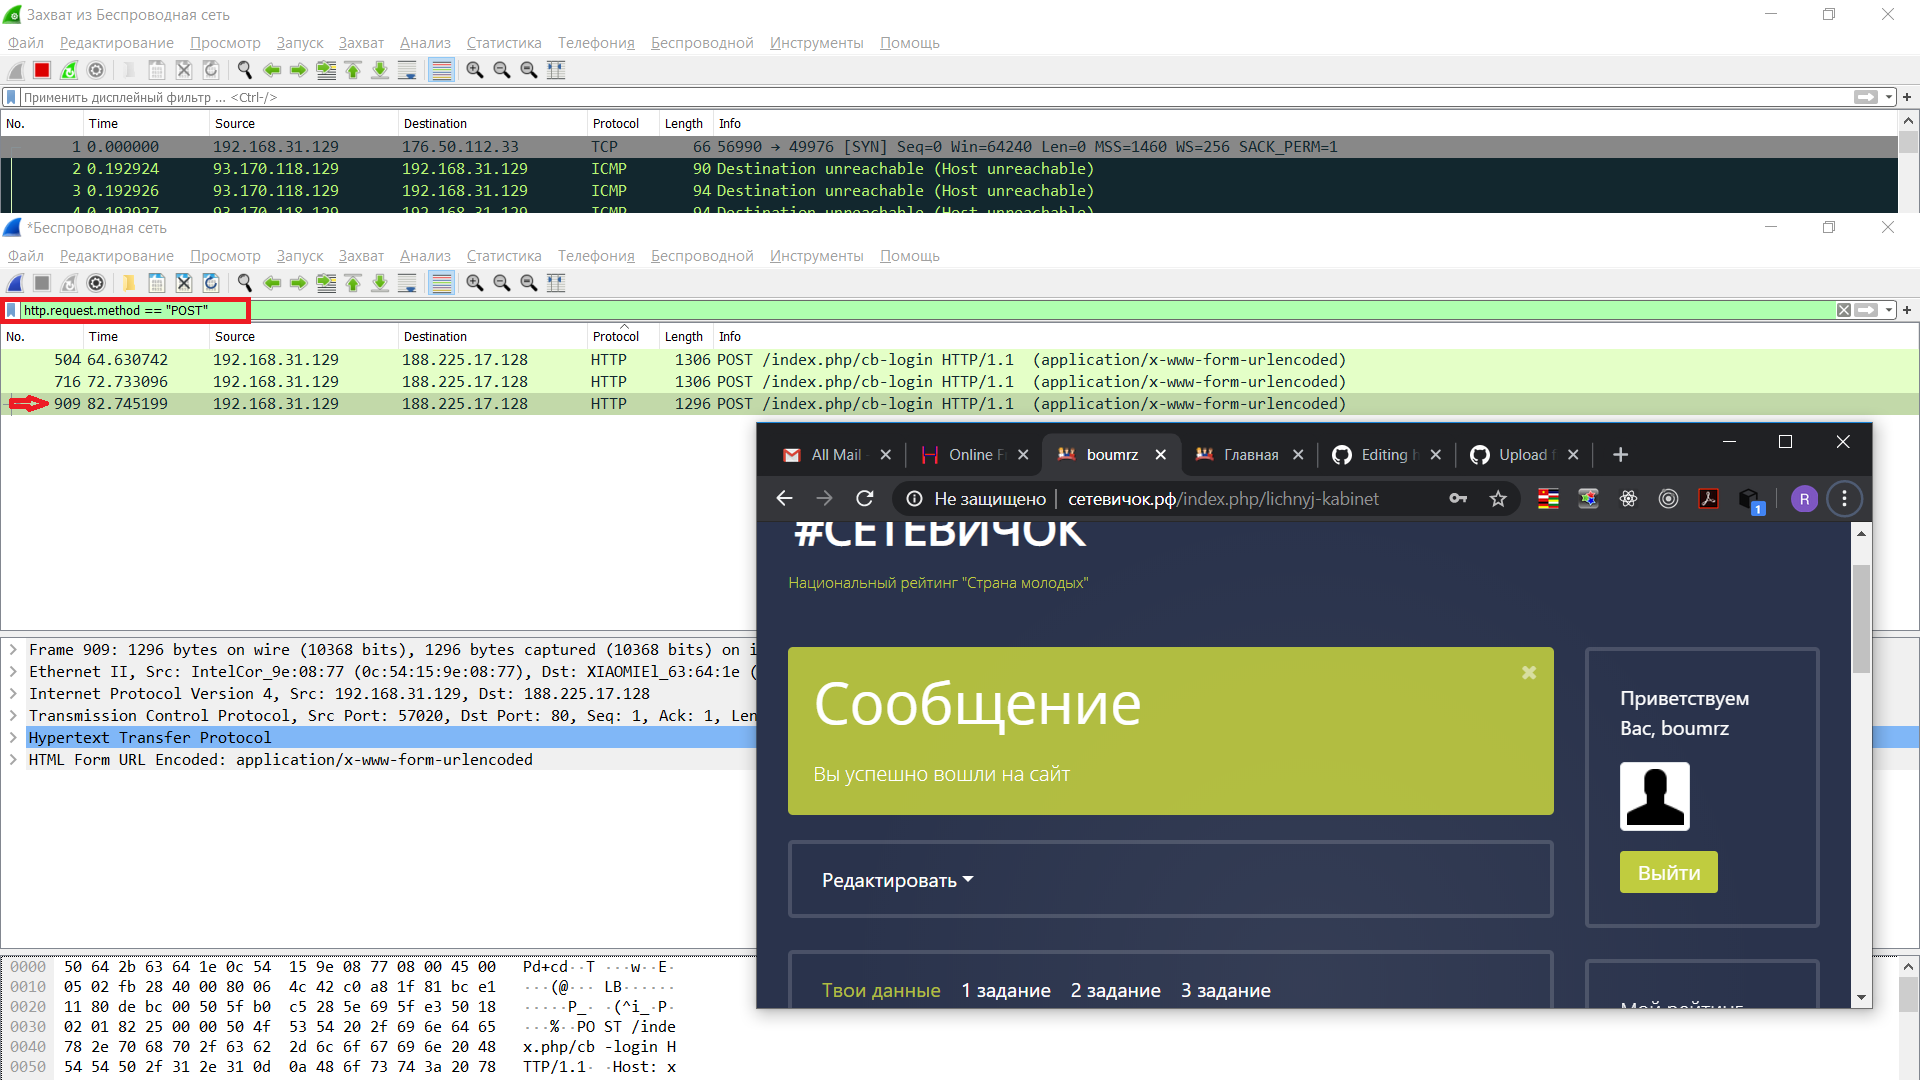 Захват из Беспроводная сеть
Файл Редактирование Просмотр Запуск Захват Анализ Статистика Телефония Беспроводной Инструменты Помощь
Применить дисплейный фильтр ... <Ctrl-/>
No. Time Source Destination Protocol Length Info
1 0.000000 192.168.31.129 176.50.112.33 TCP 66 56990 → 49976 [SYN] Seq=0 Win=64240 Len=0 MSS=1460 WS=256 SACK_PERM=1
2 0.192924 93.170.118.129 192.168.31.129 ICMP 90 Destination unreachable (Host unreachable)
3 0.192926 93.170.118.129 192.168.31.129 ICMP 94 Destination unreachable (Host unreachable)
4 0.192927 93.170.118.129 192.168.31.129 ICMP 94 Destination unreachable (Host unreachable)
*Беспроводная сеть
Файл Редактирование Просмотр Запуск Захват Анализ Статистика Телефония Беспроводной Инструменты Помощь
http.request.method == "POST"
No. Time Source Destination Protocol Length Info
504 64.630742 192.168.31.129 188.225.17.128 HTTP 1306 POST /index.php/cb-login HTTP/1.1 (application/x-www-form-urlencoded)
716 72.733096 192.168.31.129 188.225.17.128 HTTP 1306 POST /index.php/cb-login HTTP/1.1 (application/x-www-form-urlencoded)
909 82.745199 192.168.31.129 188.225.17.128 HTTP 1296 POST /index.php/cb-login HTTP/1.1 (application/x-www-form-urlencoded)
Frame 909: 1296 bytes on wire (10368 bits), 1296 bytes captured (10368 bits) on i
Ethernet II, Src: IntelCor_9e:08:77 (0c:54:15:9e:08:77), Dst: XIAOMIEl_63:64:1e (
Internet Protocol Version 4, Src: 192.168.31.129, Dst: 188.225.17.128
Transmission Control Protocol, Src Port: 57020, Dst Port: 80, Seq: 1, Ack: 1, Len
Hypertext Transfer Protocol
HTML Form URL Encoded: application/x-www-form-urlencoded
0000 50 64 2b 63 64 1e 0c 54 15 9e 08 77 08 00 45 00 Pd+cd··T ···w··E·
0010 05 02 fb 28 40 00 80 06 4c 42 c0 a8 1f 81 bc e1 ···(@··· LB······
0020 11 80 de bc 00 50 5f b0 c5 28 5e 69 5f e3 50 18 ·····P_· ·(^i_·P·
0030 02 01 82 25 00 00 50 4f 53 54 20 2f 69 6e 64 65 ···%··PO ST /inde
0040 78 2e 70 68 70 2f 63 62 2d 6c 6f 67 69 6e 20 48 x.php/cb -login H
0050 54 54 50 2f 31 2e 31 0d 0a 48 6f 73 74 3a 20 78 TTP/1.1· ·Host: x
All Mail Online F boumrz Главная Editing h Upload f
Не защищено сетевичок.рф/index.php/lichnyj-kabinet
R
1
#СЕТЕВИЧОК
Национальный рейтинг "Страна молодых"
Сообщение
Вы успешно вошли на сайт
Редактировать
Твои данные 1 задание 2 задание 3 задание
Приветствуем
Вас, boumrz
Выйти
Мой рейтинг